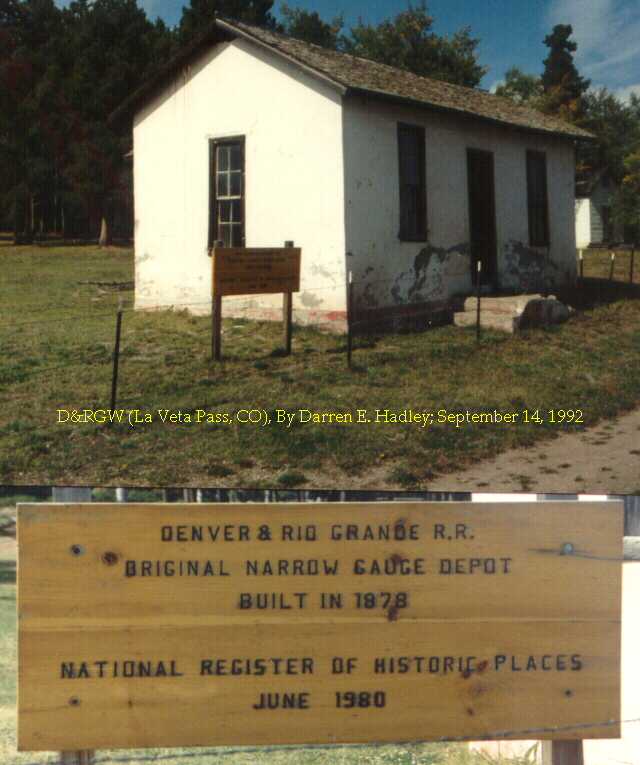 D&RGW (La Veta Pass, CO), By Darren E. Hadley; September 14, 1992
DENVER & RIO GRANDE R.R.
ORIGINAL NARROW GAUGE DEPOT
BUILT IN 1878
NATIONAL REGISTER OF HISTORIC PLACES
JUNE 1980